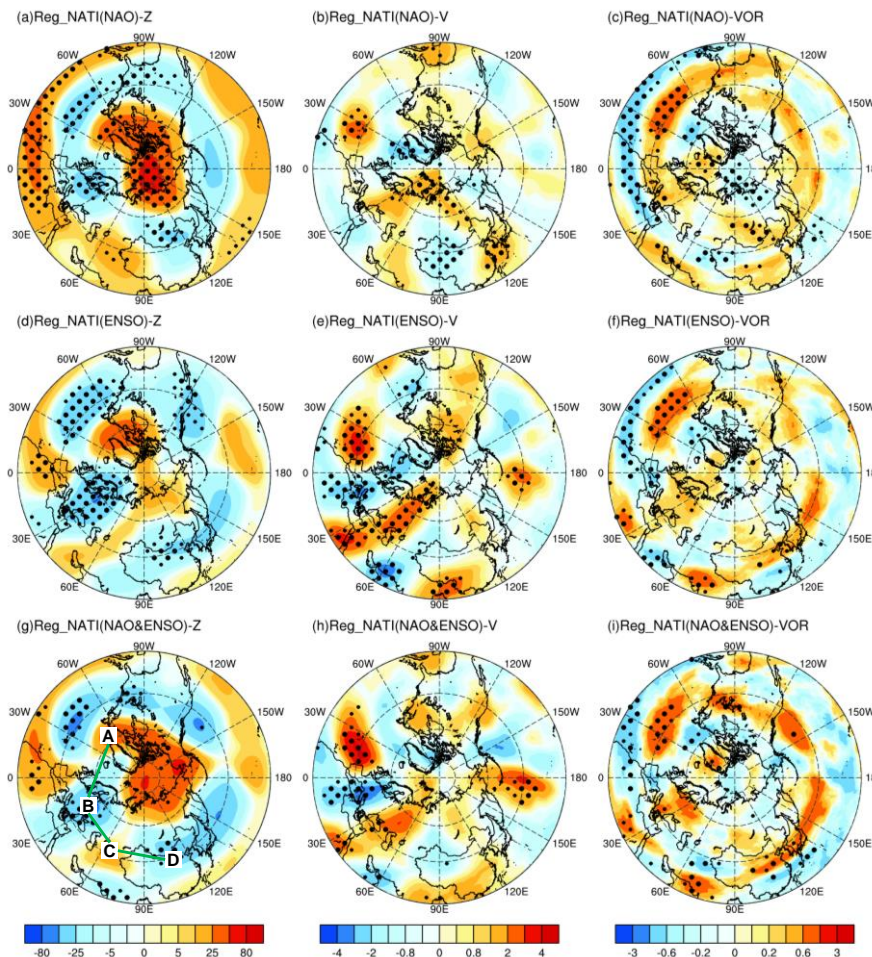 (a)Reg_NATI(NAO)-Z
(b)Reg_NATI(NAO)-V
(c)Reg_NATI(NAO)-VOR
90W 90W 90W
60W 120W 60W 120W 60W 120W
30W 150W 30W 150W 30W 150W
0 180 0 180 0 180
30E 150E 30E 150E 30E 150E
60E 120E 60E 120E 60E 120E
90E 90E 90E
(d)Reg_NATI(ENSO)-Z
(e)Reg_NATI(ENSO)-V
(f)Reg_NATI(ENSO)-VOR
90W 90W 90W
60W 120W 60W 120W 60W 120W
30W 150W 30W 150W 30W 150W
0 180 0 180 0 180
30E 150E 30E 150E 30E 150E
60E 120E 60E 120E 60E 120E
90E 90E 90E
(g)Reg_NATI(NAO&ENSO)-Z
(h)Reg_NATI(NAO&ENSO)-V
(i)Reg_NATI(NAO&ENSO)-VOR
90W 90W 90W
60W 120W 60W 120W 60W 120W
30W 150W 30W 150W 30W 150W
A
0 180 0 180 0 180
B
C D
30E 150E 30E 150E 30E 150E
60E 120E 60E 120E 60E 120E
90E 90E 90E
-80 -25 -5 0 5 25 80
-4 -2 -0.8 0 0.8 2 4
-3 -0.6 -0.2 0 0.2 0.6 3